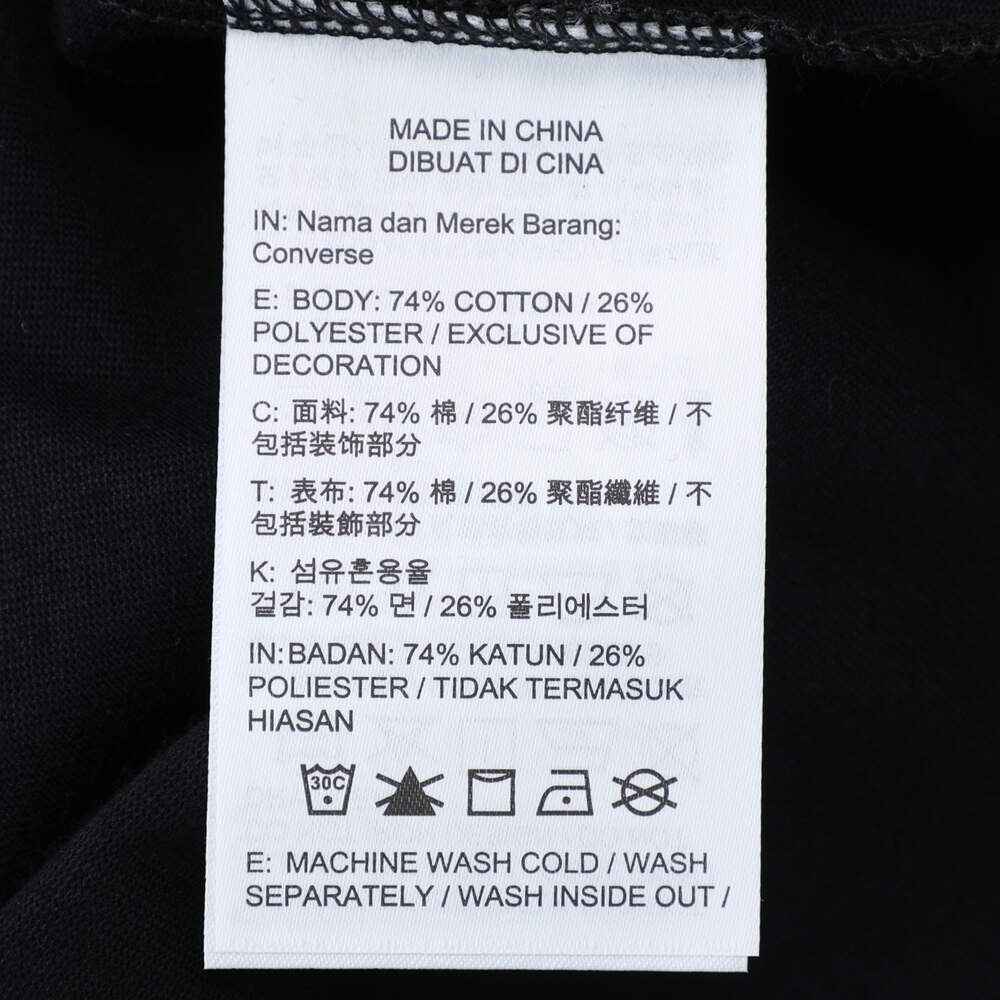 MADE IN CHINA
DIBUAT DI CINA
IN: Nama dan Merek Barang:
Converse
E: BODY: 74% COTTON / 26%
POLYESTER / EXCLUSIVE OF
DECORATION
C: 面料: 74% 棉 / 26% 聚酯纤维 / 不
包括装饰部分
T: 表布: 74% 棉 / 26% 聚酯纖維 / 不
包括裝飾部分
K: 섬유혼용율
겉감: 74% 면 / 26% 폴리에스터
IN: BADAN: 74% KATUN / 26%
POLIESTER / TIDAK TERMASUK
HIASAN
30C
E: MACHINE WASH COLD / WASH
SEPARATELY / WASH INSIDE OUT /